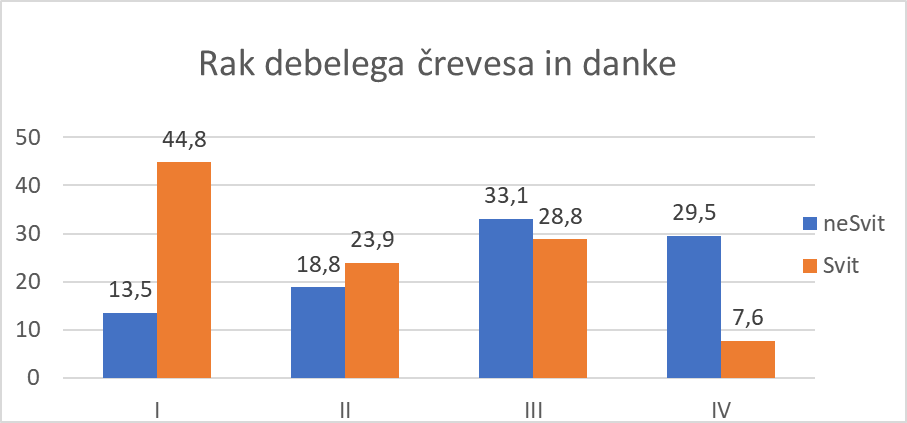 Rak debelega črevesa in danke
50
40
30
20
10
0
13,5
44,8
18,8
23,9
33,1
28,8
29,5
7,6
I
II
III
IV
neSvit
Svit